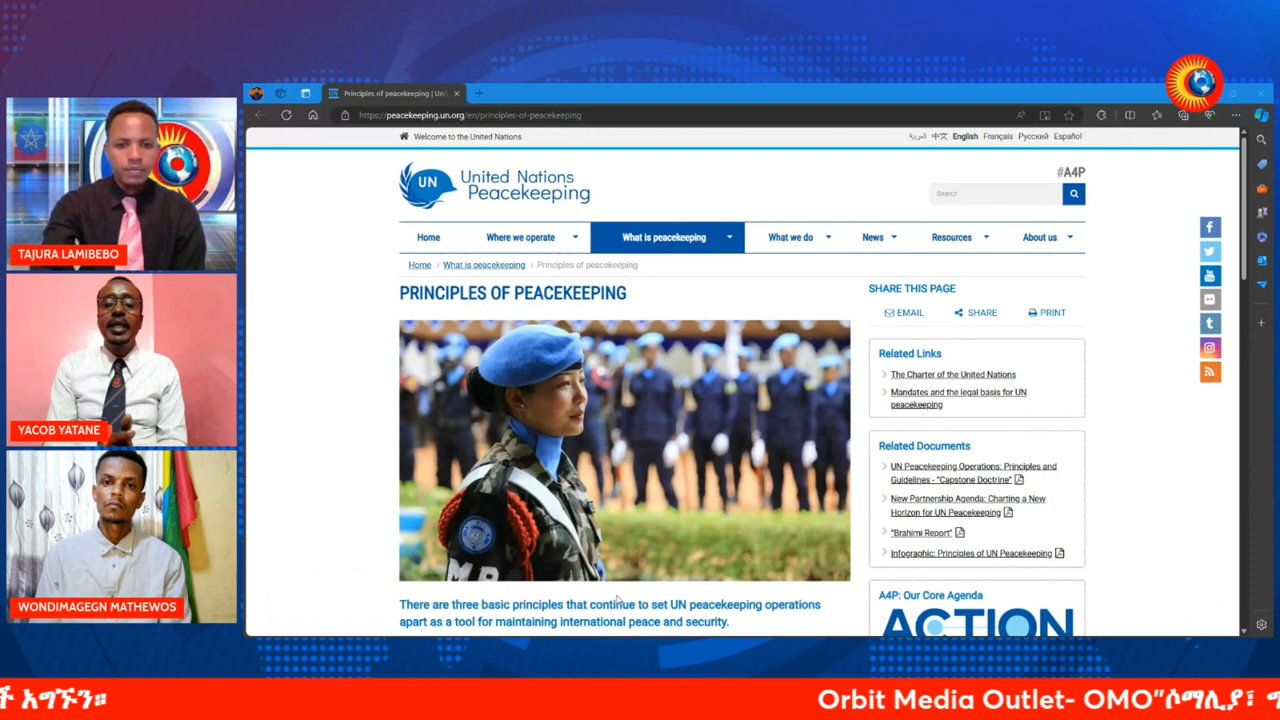 TAJURA LAMIBEBO
YACOB YATANE
WONDIMAGEGN MATHEWOS
Principles of peacekeeping | Uni
https://peacekeeping.un.org/en/principles-of-peacekeeping
Welcome to the United Nations
العربية 中文 English Français Русский Español
UN
United Nations
Peacekeeping
#A4P
Search
Home Where we operate What is peacekeeping What we do News Resources About us
Home What is peacekeeping Principles of peacekeeping
PRINCIPLES OF PEACEKEEPING
M P
There are three basic principles that continue to set UN peacekeeping operations
apart as a tool for maintaining international peace and security.
SHARE THIS PAGE
EMAIL SHARE PRINT
Related Links
The Charter of the United Nations
Mandates and the legal basis for UN
peacekeeping
Related Documents
UN Peacekeeping Operations: Principles and
Guidelines - "Capstone Doctrine"
New Partnership Agenda: Charting a New
Horizon for UN Peacekeeping
"Brahimi Report"
Infographic: Principles of UN Peacekeeping
A4P: Our Core Agenda
ACTION
ች አግኙን። Orbit Media Outlet- OMO"ሶማሊያ፣